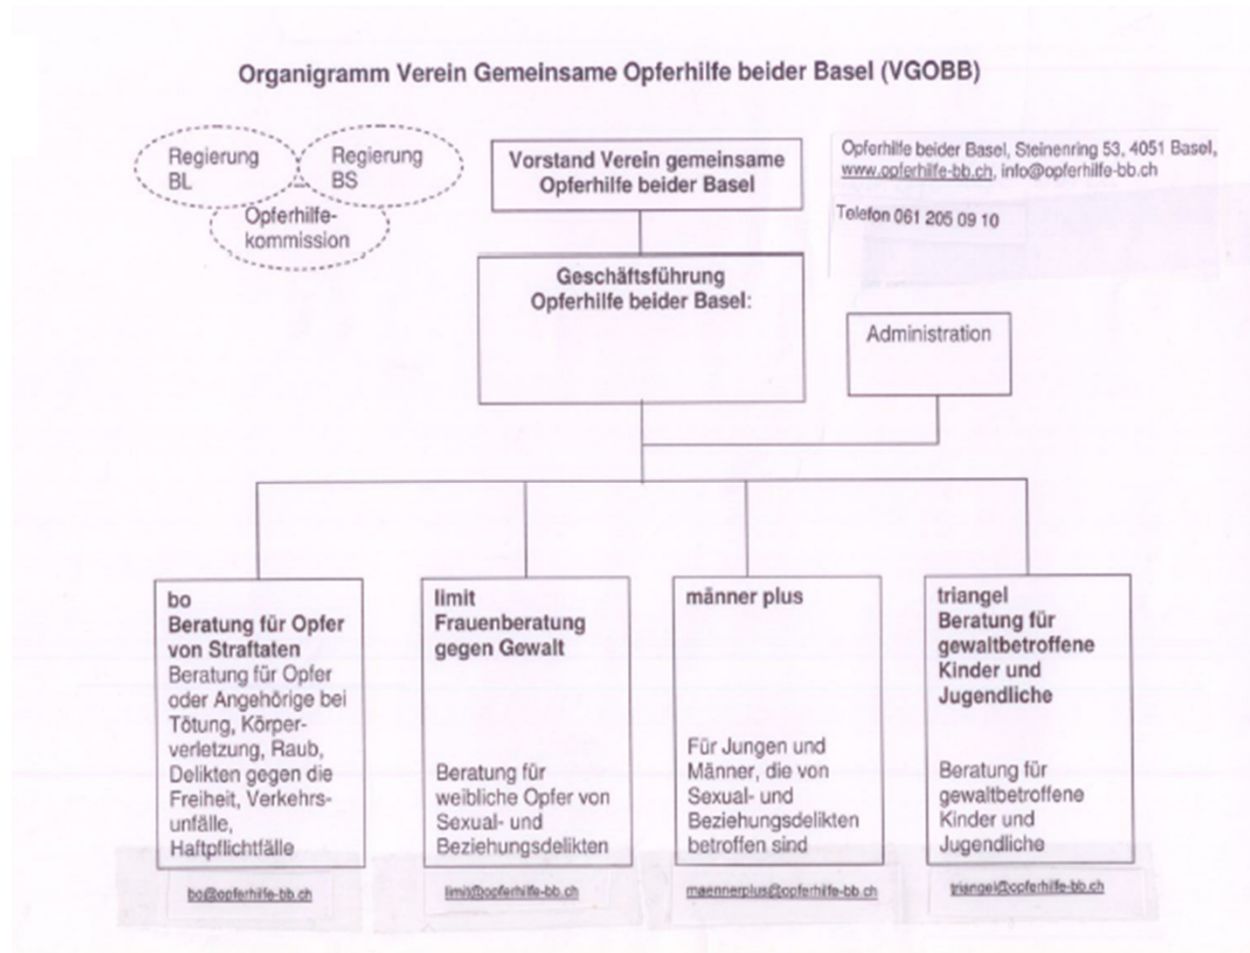 Organigramm Verein Gemeinsame Opferhilfe beider Basel (VGOBB)
Regierung
BL
Regierung
BS
Opferhilfe-
kommission
Vorstand Verein gemeinsame
Opferhilfe beider Basel
Opferhilfe beider Basel, Steinenring 53, 4051 Basel,
www.opferhilfe-bb.ch, info@opferhilfe-bb.ch
Telefon 061 205 09 10
Geschäftsführung
Opferhilfe beider Basel:
Administration
bo
Beratung für Opfer
von Straftaten
Beratung für Opfer
oder Angehörige bei
Tötung, Körper-
verletzung, Raub,
Delikten gegen die
Freiheit, Verkehrs-
unfälle,
Haftpflichtfälle
bo@opferhilfe-bb.ch
limit
Frauenberatung
gegen Gewalt
Beratung für
weibliche Opfer von
Sexual- und
Beziehungsdelikten
limit@opferhilfe-bb.ch
männer plus
Für Jungen und
Männer, die von
Sexual- und
Beziehungsdelikten
betroffen sind
maennerplus@opferhilfe-bb.ch
triangel
Beratung für
gewaltbetroffene
Kinder und
Jugendliche
Beratung für
gewaltbetroffene
Kinder und
Jugendliche
triangel@opferhilfe-bb.ch